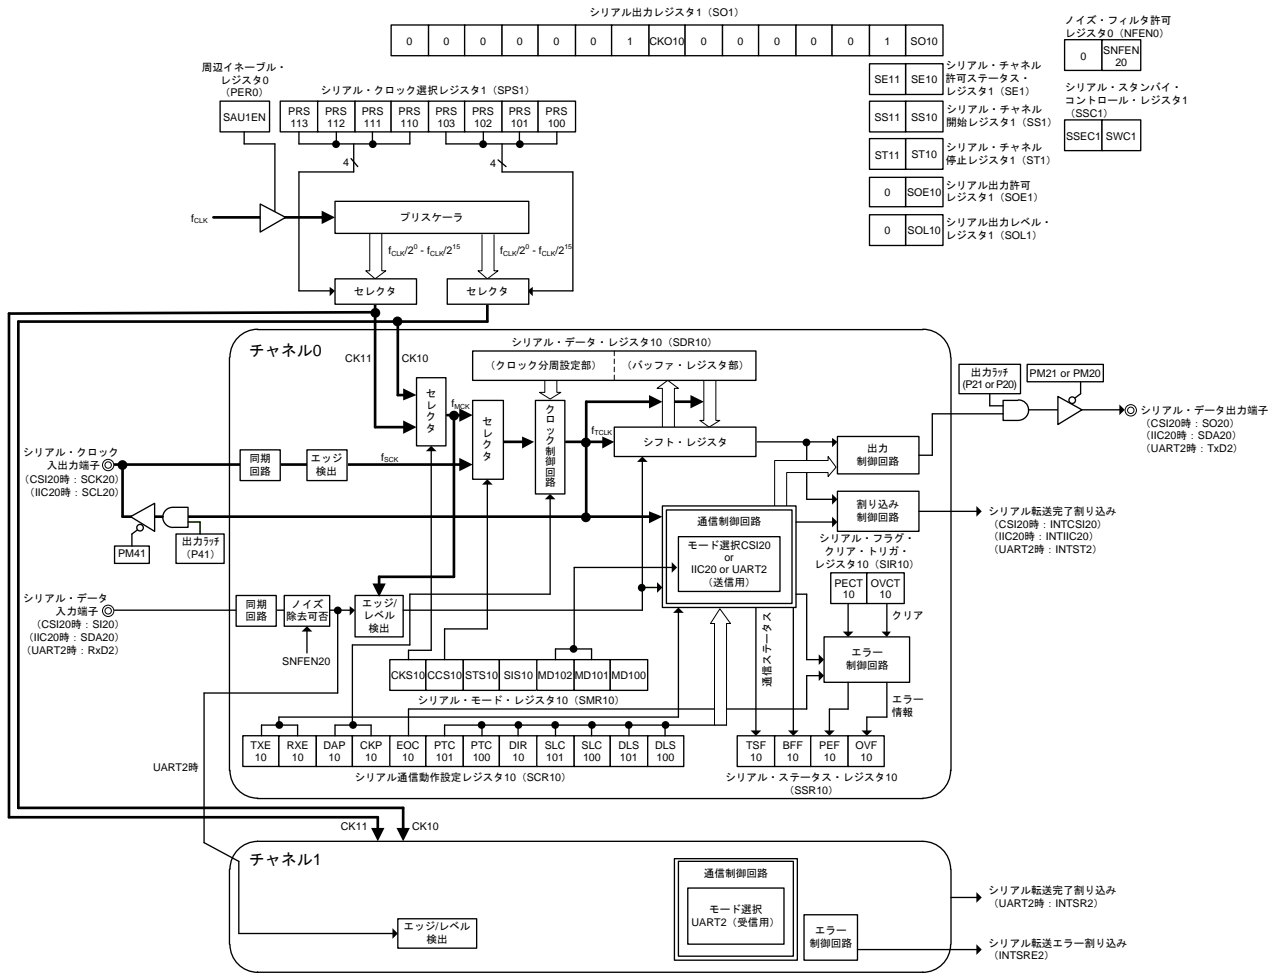 シリアル出力レジスタ1（SO1）
0 0 0 0 0 1 CKO10 0 0 0 0 0 1 SO10
ノイズ・フィルタ許可
レジスタ0（NFEN0）
0 SNFEN
20
周辺イネーブル・
レジスタ0
（PER0）
SAU1EN
シリアル・クロック選択レジスタ1（SPS1）
PRS
113
PRS
112
PRS
111
PRS
110
PRS
103
PRS
102
PRS
101
PRS
100
4
4
SE11 SE10
シリアル・チャネル
許可ステータス・
レジスタ1（SE1）
SS11 SS10
シリアル・チャネル
開始レジスタ1（SS1）
ST11 ST10
シリアル・チャネル
停止レジスタ1（ST1）
0 SOE10
シリアル出力許可
レジスタ1（SOE1）
0 SOL10
シリアル出力レベル・
レジスタ1（SOL1）
シリアル・スタンバイ・
コントロール・レジスタ1
（SSC1）
SSEC1 SWC1
fCLK
プリスケーラ
fCLK/2^0 - fCLK/2^15
fCLK/2^0 - fCLK/2^15
セレクタ
セレクタ
チャネル0
CK11
CK10
シリアル・データ・レジスタ10（SDR10）
（クロック分周設定部）
（バッファ・レジスタ部）
セレクタ
fMCK
セレクタ
クロック制御回路
fTCLK
シフト・レジスタ
出力
制御回路
出力ラッチ
(P21 or P20)
PM21 or PM20
シリアル・データ出力端子
（CSI20時：SO20）
（IIC20時：SDA20）
（UART2時：TxD2）
シリアル・クロック
入出力端子
（CSI20時：SCK20）
（IIC20時：SCL20）
同期
回路
エッジ
検出
fSCK
PM41
出力ラッチ
（P41）
通信制御回路
モード選択CSI20
or
IIC20 or UART2
（送信用）
割り込み
制御回路
シリアル転送完了割り込み
（CSI20時：INTCSI20）
（IIC20時：INTIIC20）
（UART2時：INTST2）
シリアル・フラグ・
クリア・トリガ・
レジスタ10（SIR10）
PECT
10
OVCT
10
クリア
シリアル・データ
入力端子
（CSI20時：SI20）
（IIC20時：SDA20）
（UART2時：RxD2）
同期
回路
ノイズ
除去可否
SNFEN20
エッジ/
レベル
検出
通信ステータス
エラー
制御回路
エラー
情報
CKS10 CCS10 STS10 SIS10 MD102 MD101 MD100
シリアル・モード・レジスタ10（SMR10）
TXE
10
RXE
10
DAP
10
CKP
10
EOC
10
PTC
101
PTC
100
DIR
10
SLC
101
SLC
100
DLS
101
DLS
100
シリアル通信動作設定レジスタ10（SCR10）
TSF
10
BFF
10
PEF
10
OVF
10
シリアル・ステータス・レジスタ10
（SSR10）
UART2時
CK11
CK10
チャネル1
エッジ/レベル
検出
通信制御回路
モード選択
UART2（受信用）
エラー
制御回路
シリアル転送完了割り込み
（UART2時：INTSR2）
シリアル転送エラー割り込み
（INTSRE2）